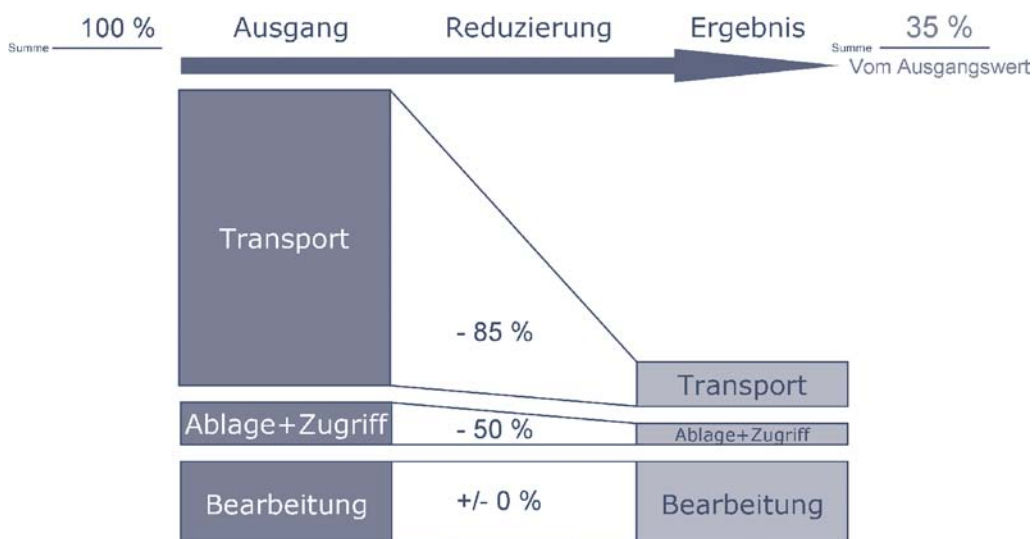 100 % Ausgang Reduzierung Ergebnis 35 %
Summe Summe
Vom Ausgangswert
Transport
- 85 %
Transport
Ablage+Zugriff - 50 % Ablage+Zugriff
Bearbeitung +/- 0 % Bearbeitung